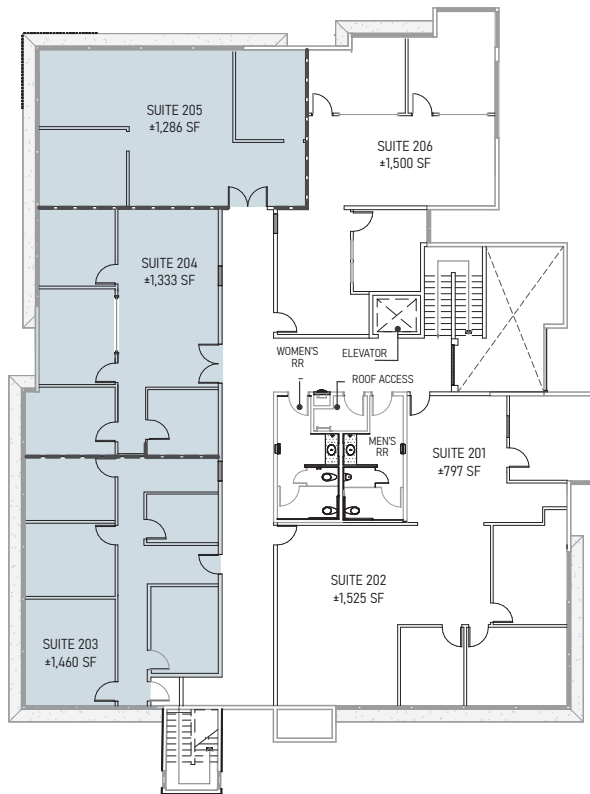 SUITE 205
±1,286 SF
SUITE 206
±1,500 SF
SUITE 204
±1,333 SF
WOMEN'S
RR
ELEVATOR
ROOF ACCESS
MEN'S
RR
SUITE 201
±797 SF
SUITE 202
±1,525 SF
SUITE 203
±1,460 SF